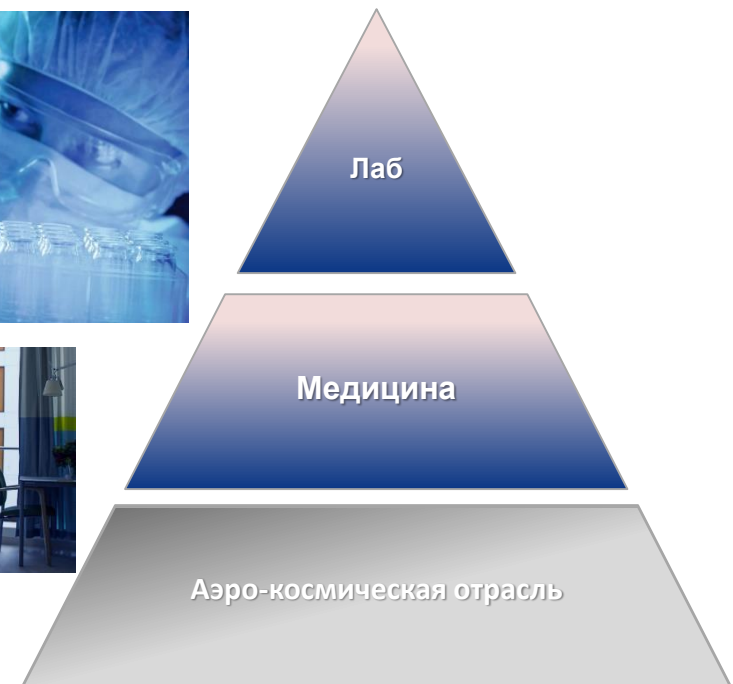 Лаб
Медицина
Аэро-космическая отрасль